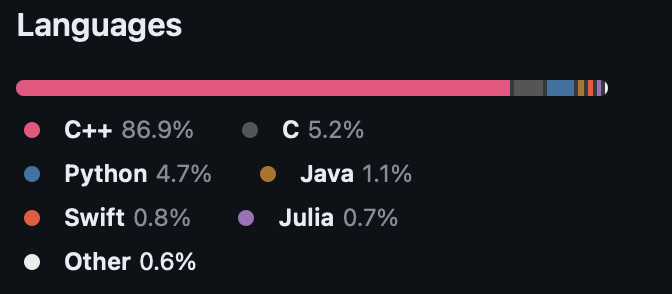 Languages
C++ 86.9% C 5.2%
Python 4.7% Java 1.1%
Swift 0.8% Julia 0.7%
Other 0.6%